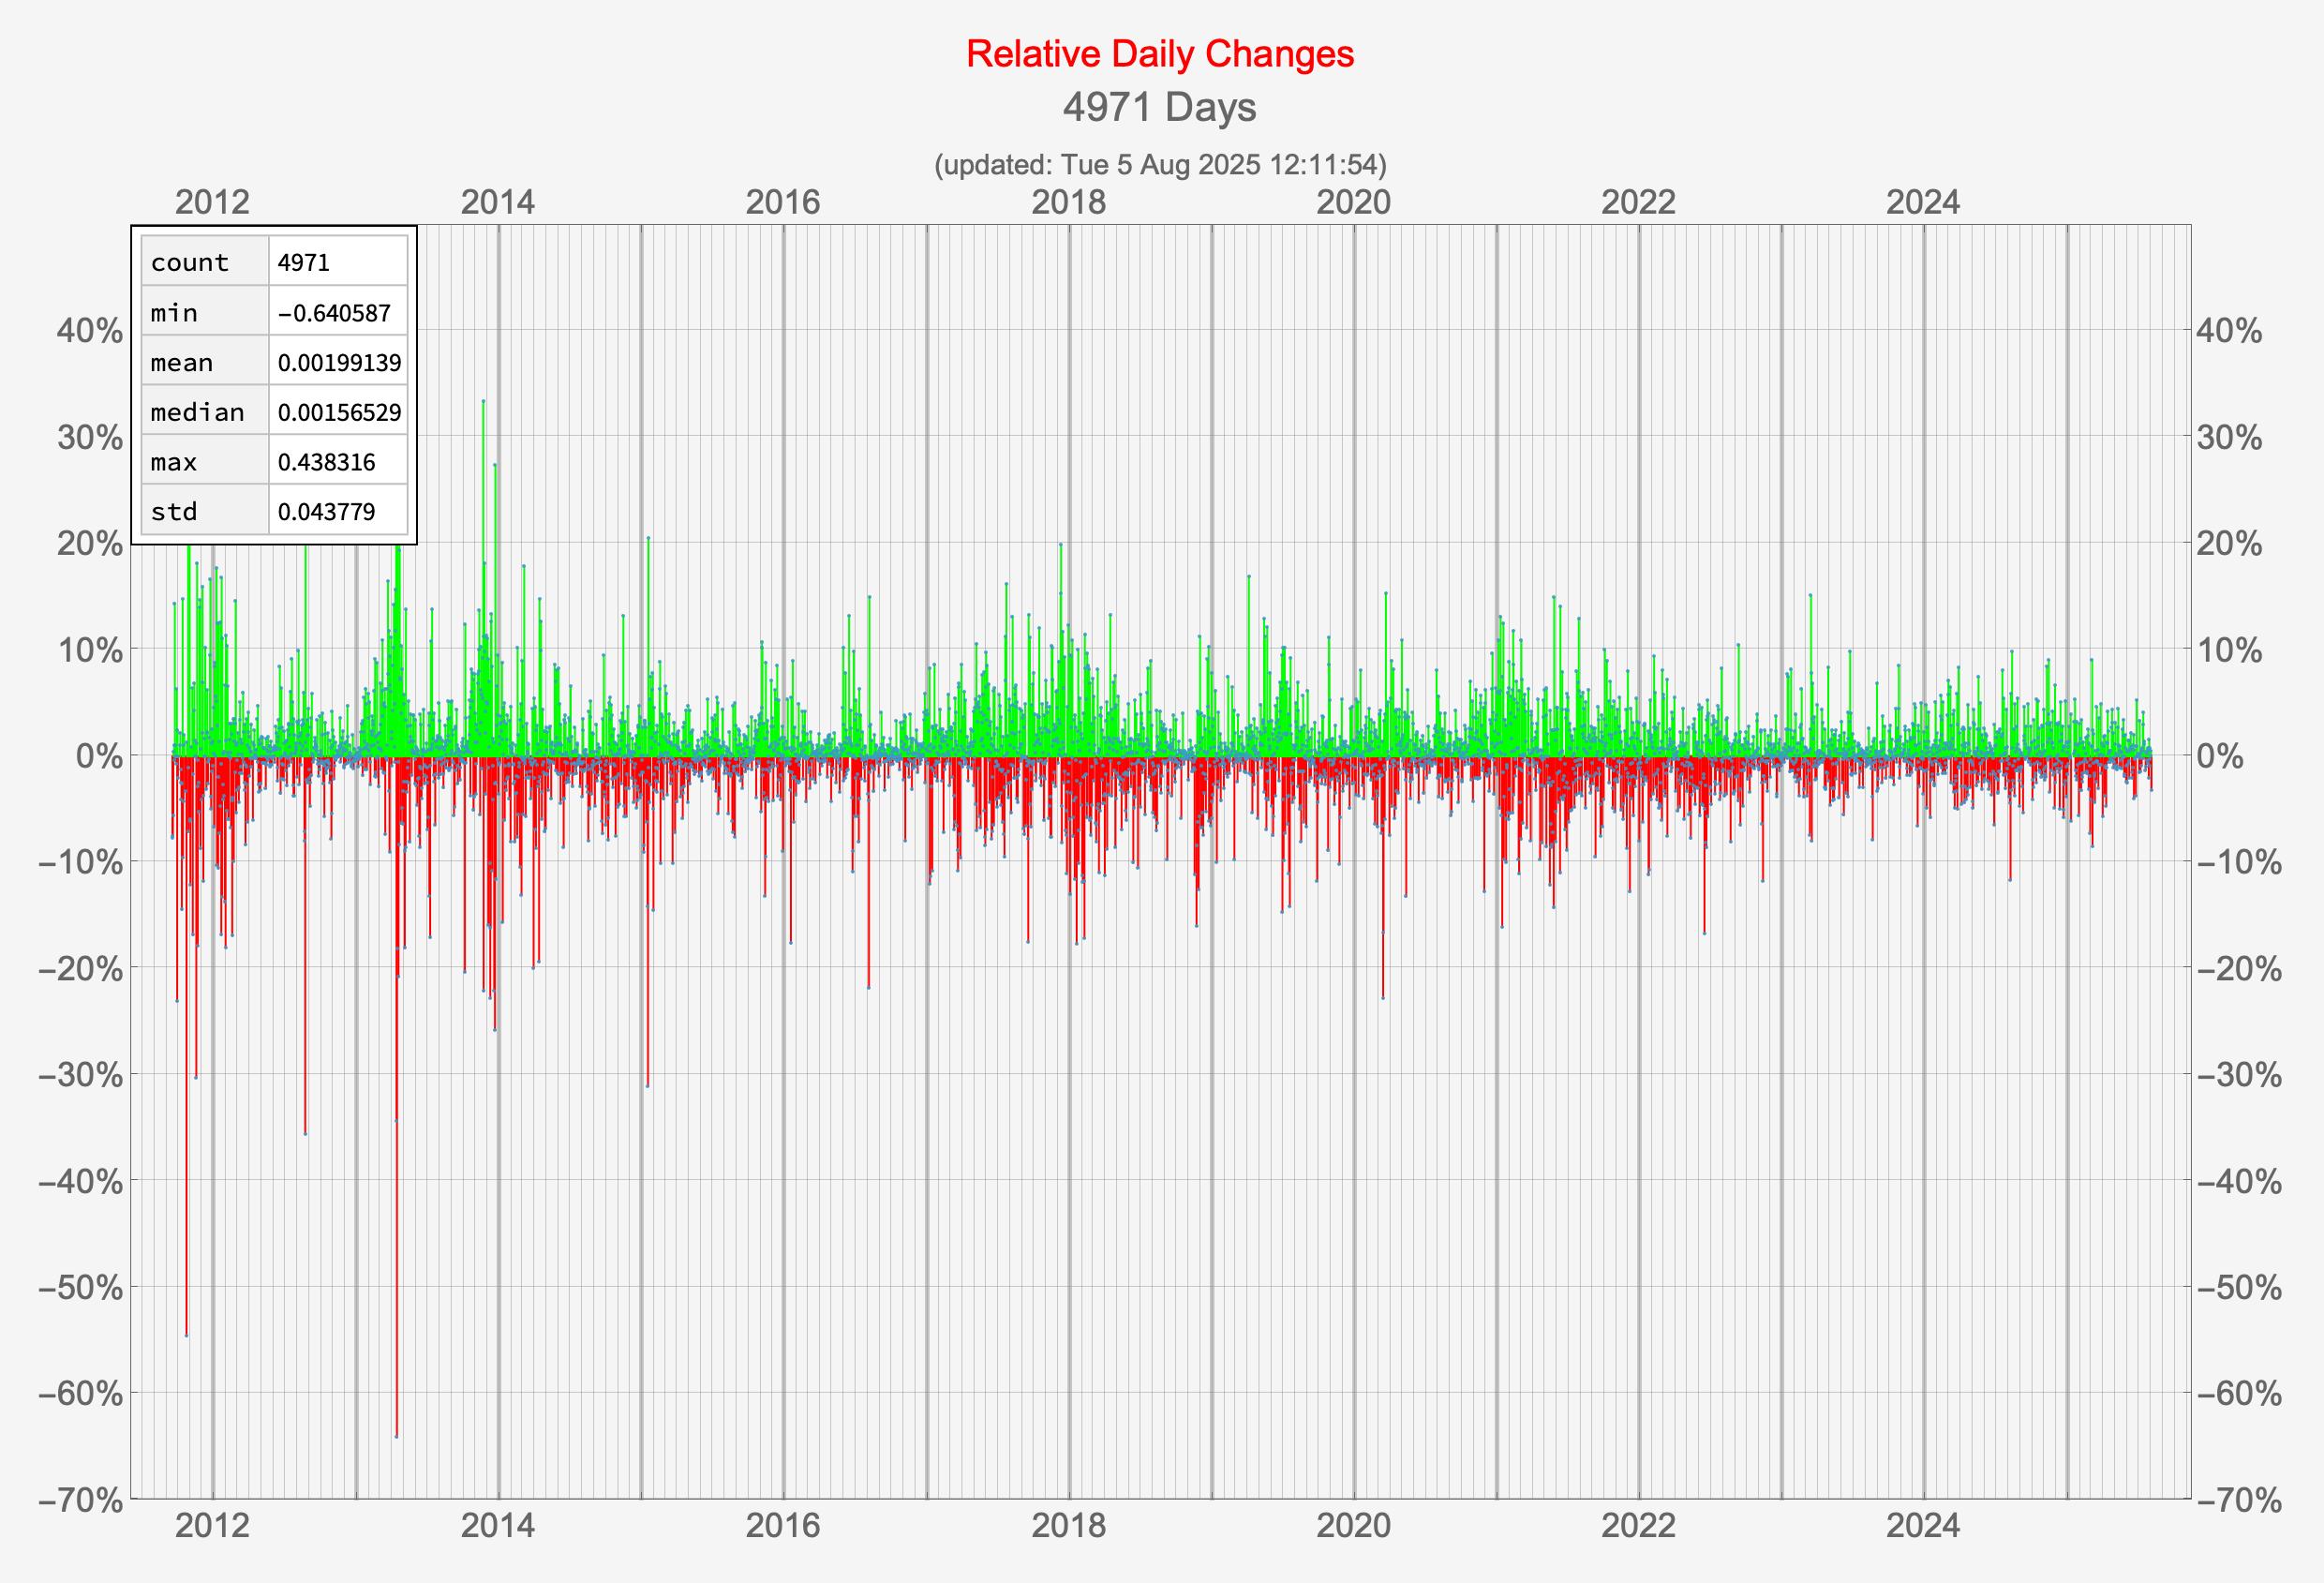 Relative Daily Changes
4971 Days
(updated: Tue 5 Aug 2025 12:11:54)
2012 2014 2016 2018 2020 2022 2024
count 4971
min −0.640587
40% 40%
mean 0.00199139
median 0.00156529
30% 30%
max 0.438316
std 0.043779
20% 20%
10% 10%
0% 0%
−10% −10%
−20% −20%
−30% −30%
−40% −40%
−50% −50%
−60% −60%
−70% −70%
2012 2014 2016 2018 2020 2022 2024